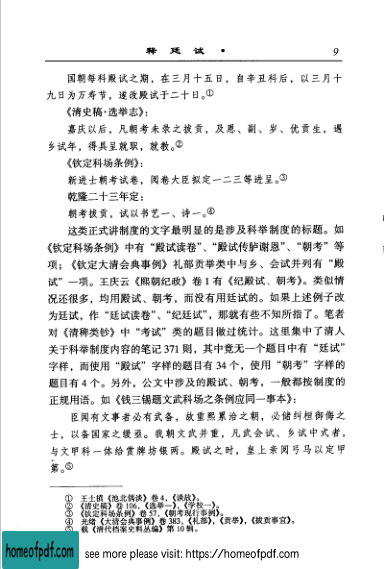 释 廷 试 · 9
国朝每科殿试之期,在三月十五日,自辛丑科后,以三月十
九日为万寿节,遂改殿试于二十日。①
《清史稿·选举志》:
嘉庆以后,凡朝考未录之拔贡,及恩、副、岁、优贡生,遇
乡试年,得具呈就职,就教。②
《钦定科场条例》:
新进士朝考试卷,阅卷大臣拟定一二三等进呈。③
乾隆二十三年定:
朝考拔贡,试以书艺一、诗一。④
这类正式讲制度的文字最明显的是涉及科举制度的标题。如
《钦定科场条例》中有“殿试读卷”、“殿试传胪谢恩”、“朝考”等
项;《钦定大清会典事例》礼部贡举类中与乡、会试并列有“殿
试”一项。王庆云《熙朝纪政》卷1有《纪殿试、朝考》。类似情
况还很多,均用殿试、朝考,而没有用廷试的。如果上述例子改
为廷试,作“廷试读卷”、“纪廷试”,那就有些不知所指了。笔者
对《清稗类钞》中“考试”类的题目做过统计。这里集中了清人
关于科举制度内容的笔记371则,其中竟无一个题目中有“廷试”
字样,而使用“殿试”字样的题目有34个,使用“朝考”字样的
题目有4个。另外,公文中涉及的殿试、朝考,一般都按制度的
正规用语。如《钱三锡题文武科场之条例应同一事本》:
臣闻有文事者必有武备,故重熙累洽之朝,必储纠桓御侮之
士,以备国家之缓亟。我朝文武并重,凡武会试、乡试中式者,
与文甲科一体给赏牌坊银两。殿试之时,皇上亲阅弓马以定甲
第。⑤
① 王士禛《池北偶谈》卷4,《谈故》。
② 《清史稿》卷106,《选举一》,《学校一》。
③ 《钦定科场条例》卷57,《朝考现行事例》。
④ 光绪《大清会典事例》卷383,《礼部》,《贡举》,《拔贡事宜》。
⑤ 载《清代档案史料丛编》第10辑。
homeofpdf.com
see more please visit: https://homeofpdf.com